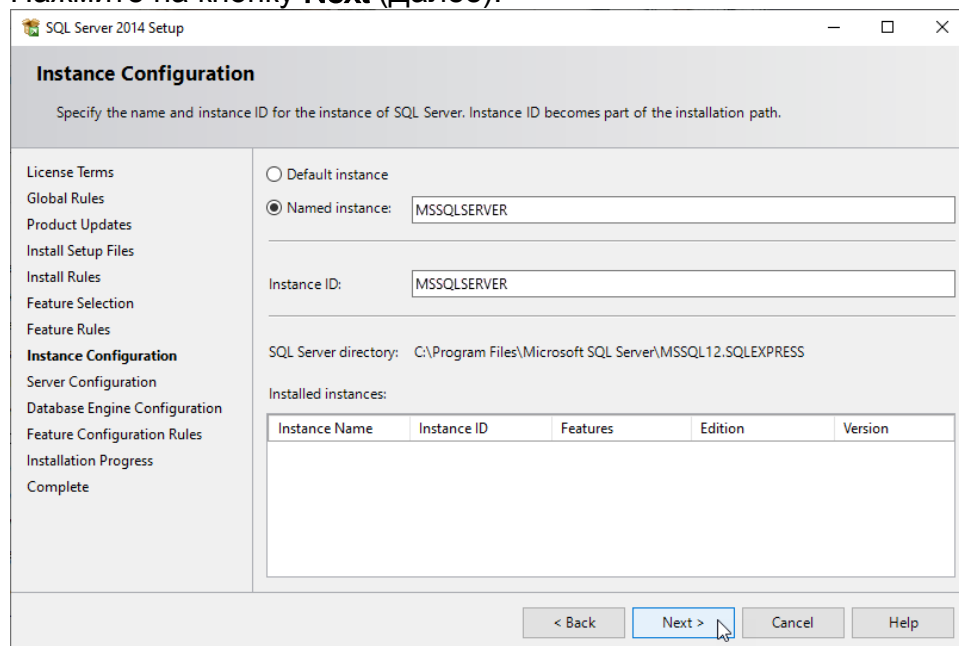 Нажмите на кнопку Next (Далее).
SQL Server 2014 Setup
Instance Configuration
Specify the name and instance ID for the instance of SQL Server. Instance ID becomes part of the installation path.
License Terms
Global Rules
Product Updates
Install Setup Files
Install Rules
Feature Selection
Feature Rules
Instance Configuration
Server Configuration
Database Engine Configuration
Feature Configuration Rules
Installation Progress
Complete
Default instance
Named instance: MSSQLSERVER
Instance ID: MSSQLSERVER
SQL Server directory: C:\Program Files\Microsoft SQL Server\MSSQL12.SQLEXPRESS
Installed instances:
Instance Name Instance ID Features Edition Version
< Back Next > Cancel Help